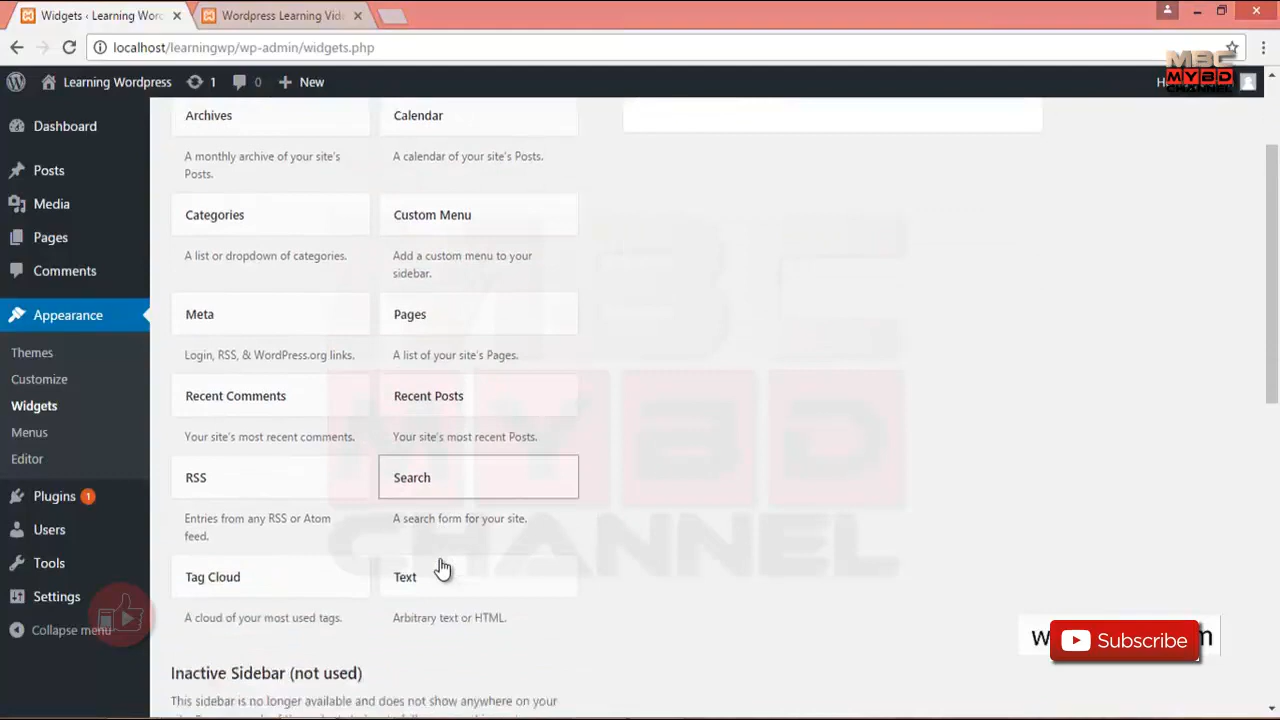 Widgets ‹ Learning Wor
Wordpress Learning Vid
localhost/learningwp/wp-admin/widgets.php
MBC
MYBD
CHANNEL
Learning Wordpress
1
0
New
Dashboard
Posts
Media
Pages
Comments
Appearance
Themes
Customize
Widgets
Menus
Editor
Plugins 1
Users
Tools
Settings
Collapse menu
Archives
A monthly archive of your site's
Posts.
Calendar
A calendar of your site's Posts.
Categories
A list or dropdown of categories.
Custom Menu
Add a custom menu to your
sidebar.
Meta
Login, RSS, & WordPress.org links.
Pages
A list of your site's Pages.
Recent Comments
Your site's most recent comments.
Recent Posts
Your site's most recent Posts.
RSS
Entries from any RSS or Atom
feed.
Search
A search form for your site.
Tag Cloud
A cloud of your most used tags.
Text
Arbitrary text or HTML.
Inactive Sidebar (not used)
This sidebar is no longer available and does not show anywhere on your
MBC
MYBD
CHANNEL
Subscribe